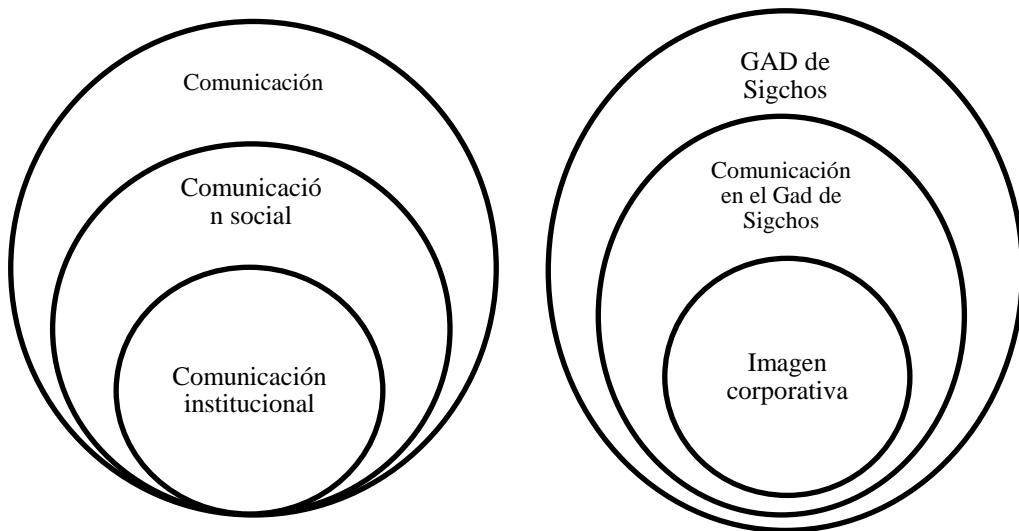 Comunicación
Comunicació
n social
Comunicación
institucional
GAD de
Sigchos
Comunicación
en el Gad de
Sigchos
Imagen
corporativa